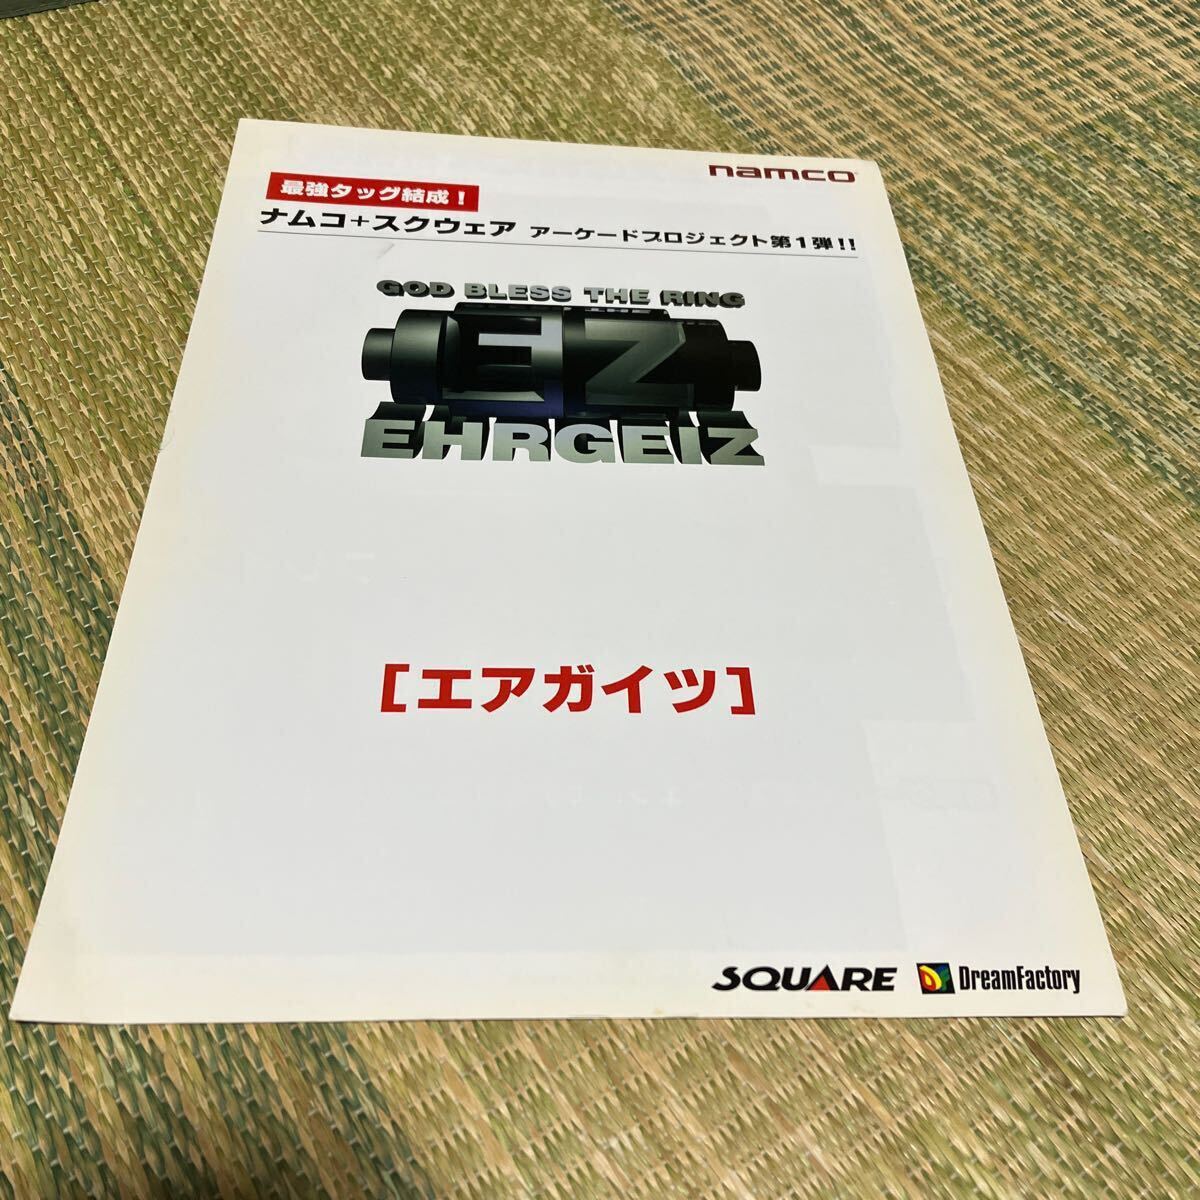 namco
最強タッグ結成！
ナムコ+スクウェア アーケードプロジェクト第1弾!!
GOD BLESS THE RING
EZ
EHRGEIZ
[エアガイツ]
SQUARE DreamFactory